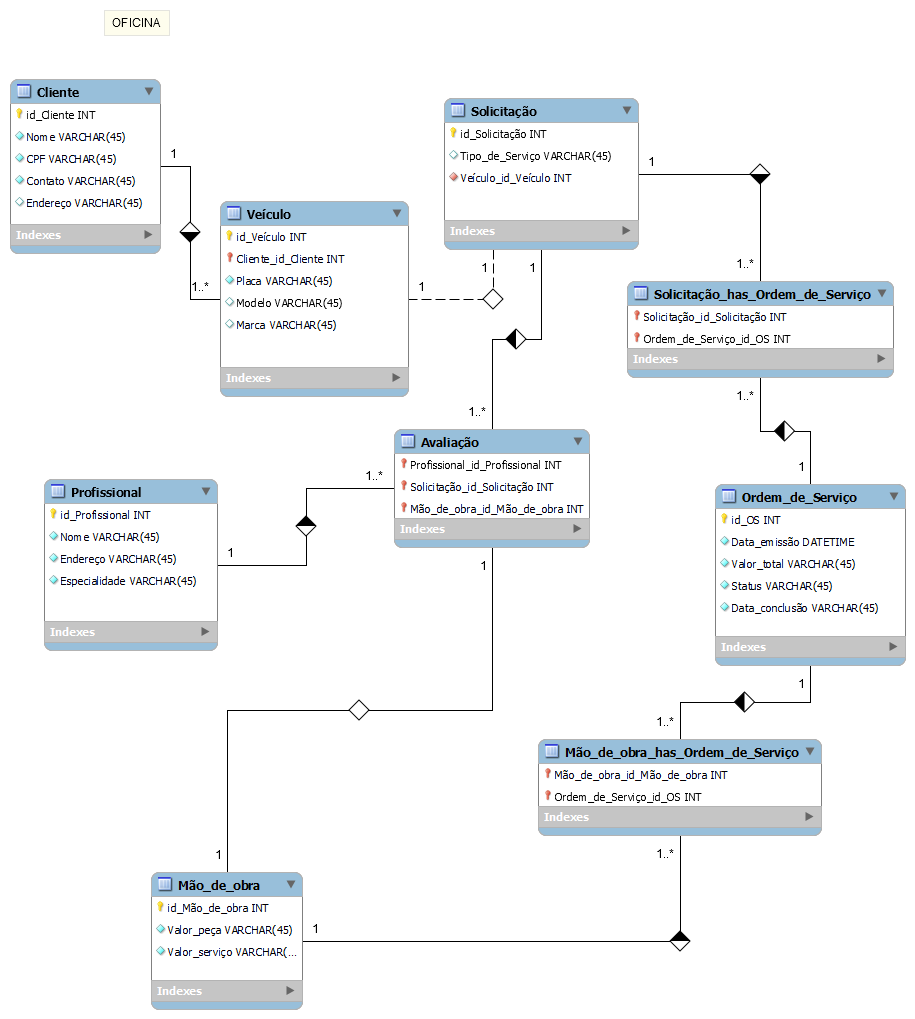 OFICINA
Cliente
id_Cliente INT
Nome VARCHAR(45)
CPF VARCHAR(45)
Contato VARCHAR(45)
Endereço VARCHAR(45)
Indexes
1
1..*
Veículo
id_Veículo INT
Cliente_id_Cliente INT
Placa VARCHAR(45)
Modelo VARCHAR(45)
Marca VARCHAR(45)
Indexes
1
1
1
Solicitação
id_Solicitação INT
Tipo_de_Serviço VARCHAR(45)
Veículo_id_Veículo INT
Indexes
1
1..*
Solicitação_has_Ordem_de_Serviço
Solicitação_id_Solicitação INT
Ordem_de_Serviço_id_OS INT
Indexes
1..*
1
1..*
Avaliação
Profissional_id_Profissional INT
Solicitação_id_Solicitação INT
Mão_de_obra_id_Mão_de_obra INT
Indexes
1..*
1
1
Profissional
id_Profissional INT
Nome VARCHAR(45)
Endereço VARCHAR(45)
Especialidade VARCHAR(45)
Indexes
Ordem_de_Serviço
id_OS INT
Data_emissão DATETIME
Valor_total VARCHAR(45)
Status VARCHAR(45)
Data_conclusão VARCHAR(45)
Indexes
1
1..*
Mão_de_obra_has_Ordem_de_Serviço
Mão_de_obra_id_Mão_de_obra INT
Ordem_de_Serviço_id_OS INT
Indexes
1..*
1
Mão_de_obra
id_Mão_de_obra INT
Valor_peça VARCHAR(45)
Valor_serviço VARCHAR(...
Indexes
1